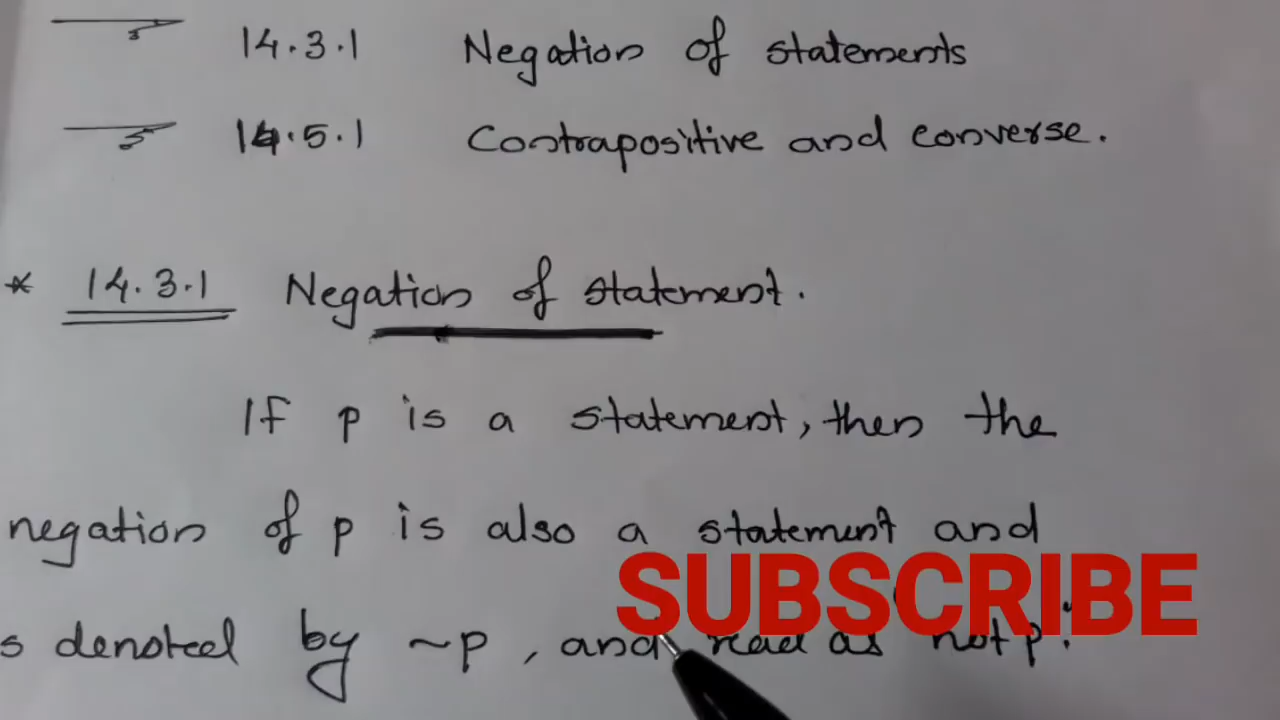 14.3.1 Negation of statements
14.5.1 Contrapositive and converse.
* 14.3.1 Negation of statement.
If p is a statement, then the
negation of p is also a statement and
s denoted by ~p, and read as 'not p'.
SUBSCRIBE